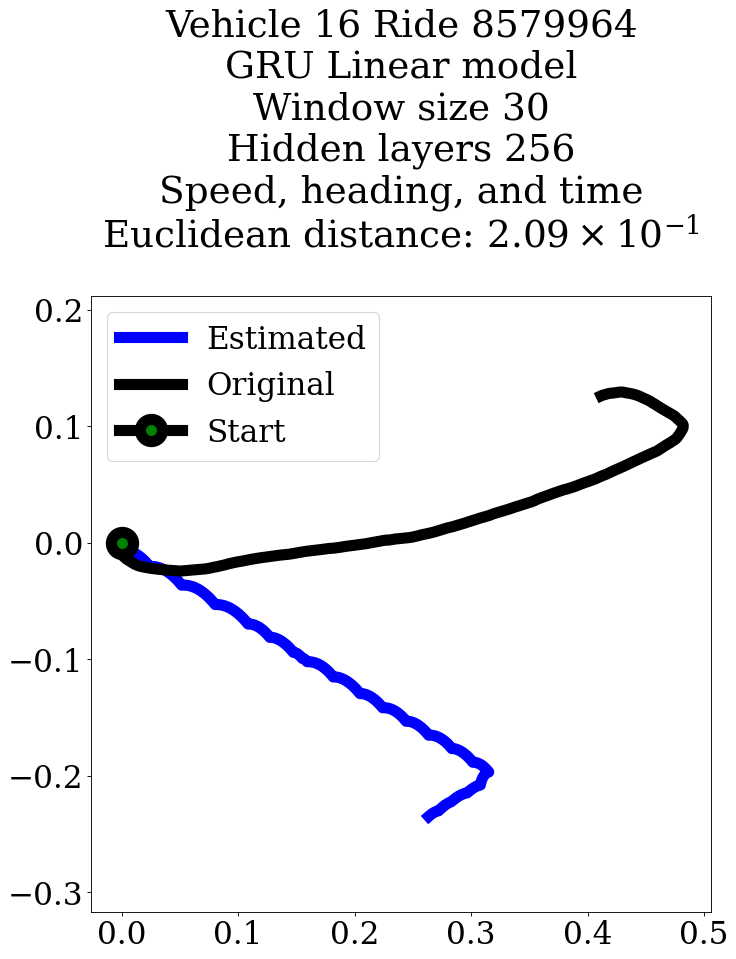 Vehicle 16 Ride 8579964
GRU Linear model
Window size 30
Hidden layers 256
Speed, heading, and time
Euclidean distance: 2.09 × 10⁻¹
Estimated
Original
Start
0.2
0.1
0.0
−0.1
−0.2
−0.3
0.0 0.1 0.2 0.3 0.4 0.5